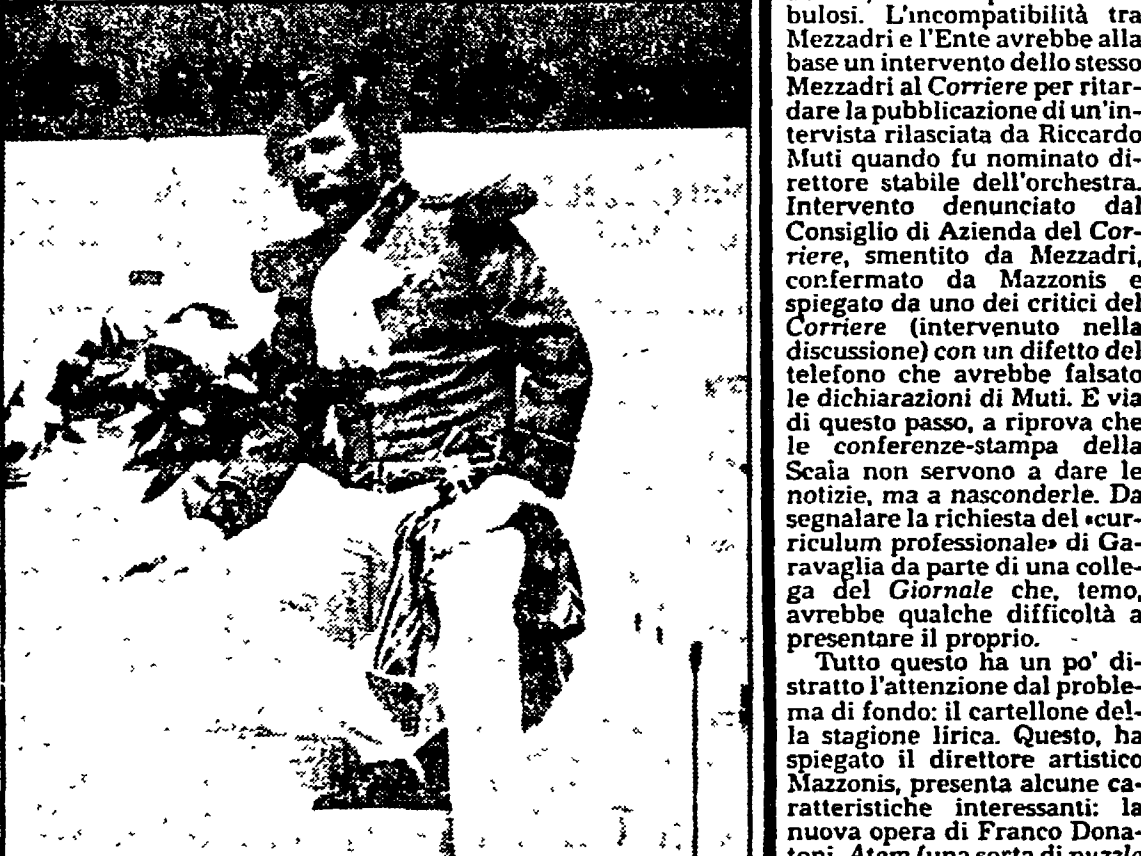 bulosi. L'incompatibilità tra
Mezzadri e l'Ente avrebbe alla
base un intervento dello stesso
Mezzadri al Corriere per ritar-
dare la pubblicazione di un'in-
tervista rilasciata da Riccardo
Muti quando fu nominato di-
rettore stabile dell'orchestra.
Intervento denunciato dal
Consiglio di Azienda del Cor-
riere, smentito da Mezzadri,
confermato da Mazzonis e
spiegato da uno dei critici del
Corriere (intervenuto nella
discussione) con un difetto del
telefono che avrebbe falsato
le dichiarazioni di Muti. E via
di questo passo, a riprova che
le conferenze-stampa della
Scala non servono a dare le
notizie, ma a nasconderle. Da
segnalare la richiesta del «cur-
riculum professionale» di Ga-
ravaglia da parte di una colle-
ga del Giornale che, temo,
avrebbe qualche difficoltà a
presentare il proprio.
Tutto questo ha un po' di-
stratto l'attenzione dal proble-
ma di fondo: il cartellone del-
la stagione lirica. Questo, ha
spiegato il direttore artistico
Mazzonis, presenta alcune ca-
ratteristiche interessanti: la
nuova opera di Franco Dona-
toni, Atem (una sorta di puzzle